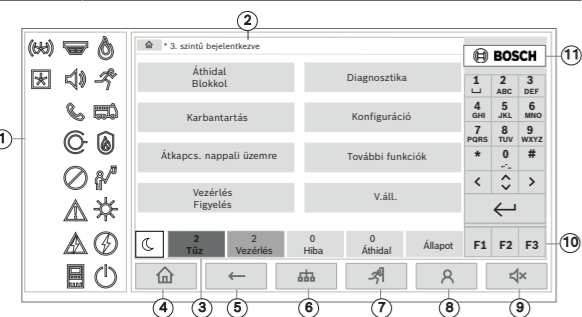 2
* 3. szintű bejelentkezve
BOSCH
11
Áthidal
Blokkol
Diagnosztika
1 2 3
ABC DEF
4 5 6
GHI JKL MNO
Karbantartás
Konfiguráció
7 8 9
PQRS TUV WXYZ
1
Átkapcs. nappali üzemre
További funkciók
* 0 #
Vezérlés
Figyelés
V.áll.
2
Tűz
2
Vezérlés
0
Hiba
0
Áthidal
Állapot
F1 F2 F3
10
4 3 5 6 7 8 9